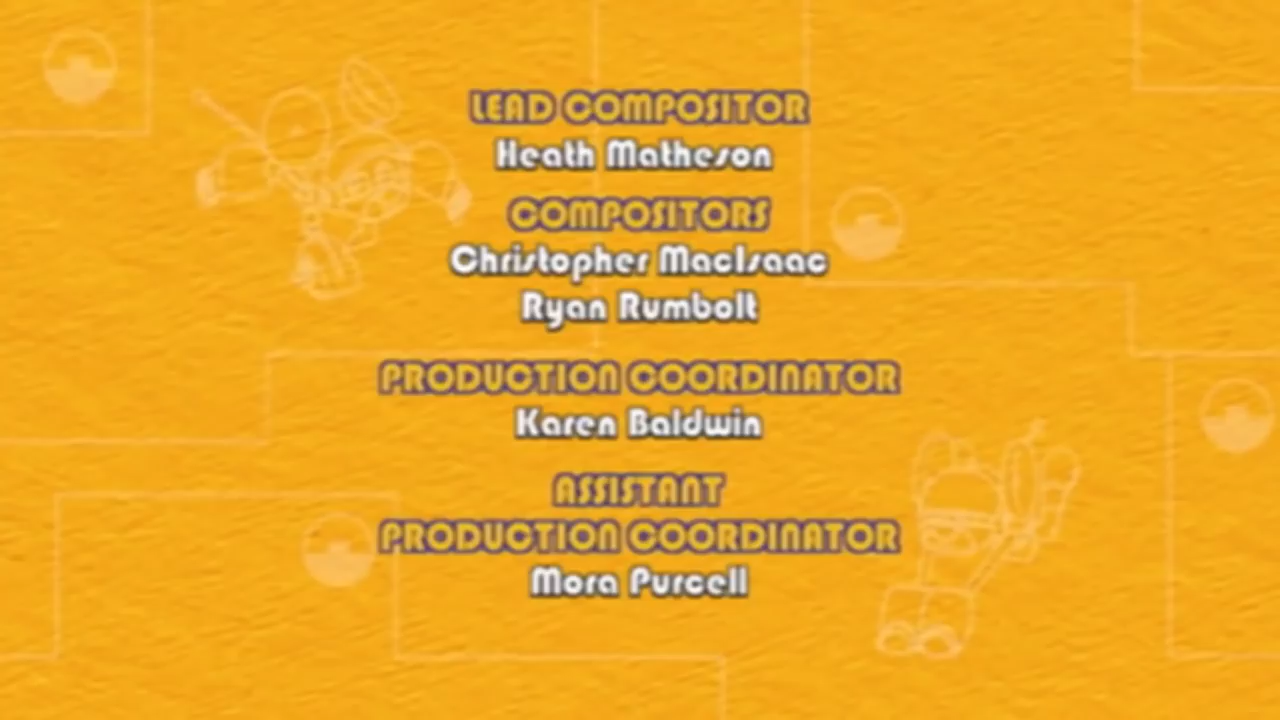 LEAD COMPOSITOR
Heath Matheson
COMPOSITORS
Christopher MacIsaac
Ryan Rumbolt
PRODUCTION COORDINATOR
Karen Baldwin
ASSISTANT
PRODUCTION COORDINATOR
Mora Purcell